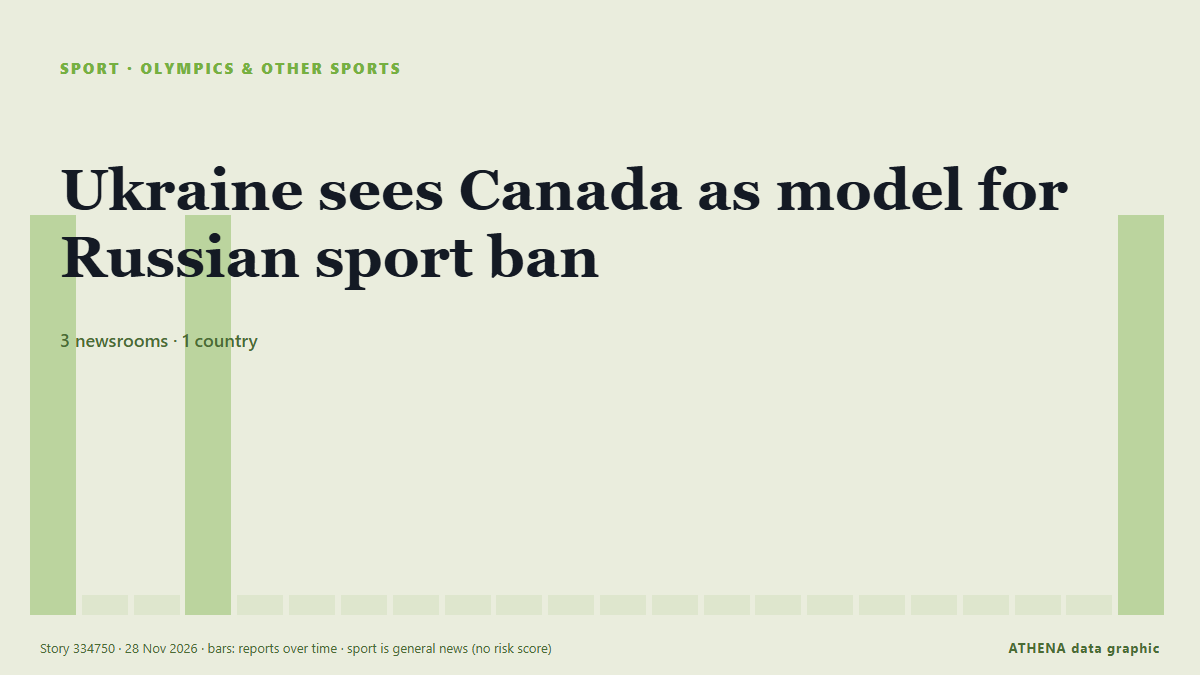 SPORT · OLYMPICS & OTHER SPORTS
Ukraine sees Canada as model for
Russian sport ban
3 newsrooms · 1 country
Story 334750 · 28 Nov 2026 · bars: reports over time · sport is general news (no risk score)
ATHENA data graphic